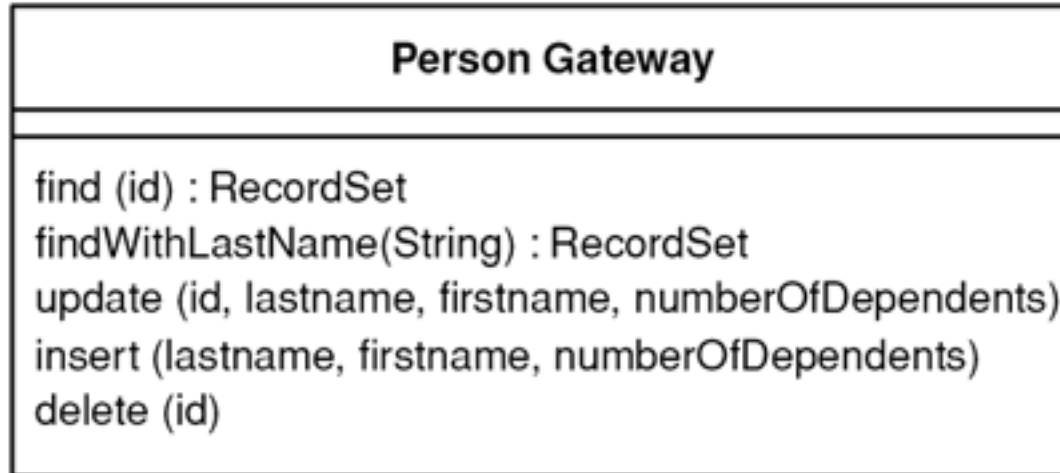 Person Gateway
find (id) : RecordSet
findWithLastName(String) : RecordSet
update (id, lastname, firstname, numberOfDependents)
insert (lastname, firstname, numberOfDependents)
delete (id)